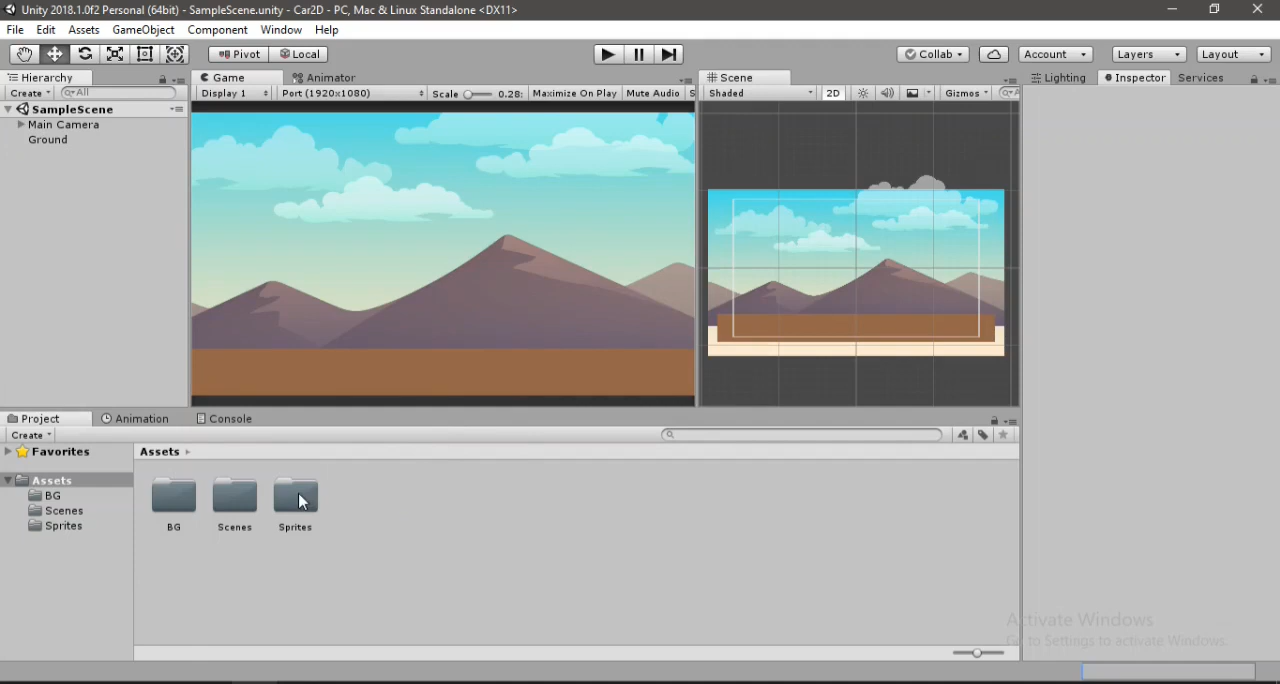 Unity 2018.1.0f2 Personal (64bit) - SampleScene.unity - Car2D - PC, Mac & Linux Standalone <DX11>
File Edit Assets GameObject Component Window Help
Pivot Local Collab Account Layers Layout
Hierarchy Game Animator Scene Lighting Inspector Services
Create All Display 1 Port (1920x1080) Scale 0.28: Maximize On Play Mute Audio S Shaded 2D Gizmos
SampleScene
Main Camera
Ground
Project Animation Console
Create
Favorites Assets
Assets
BG
Scenes
Sprites
BG Scenes Sprites
Activate Windows
Go to Settings to activate Windows.